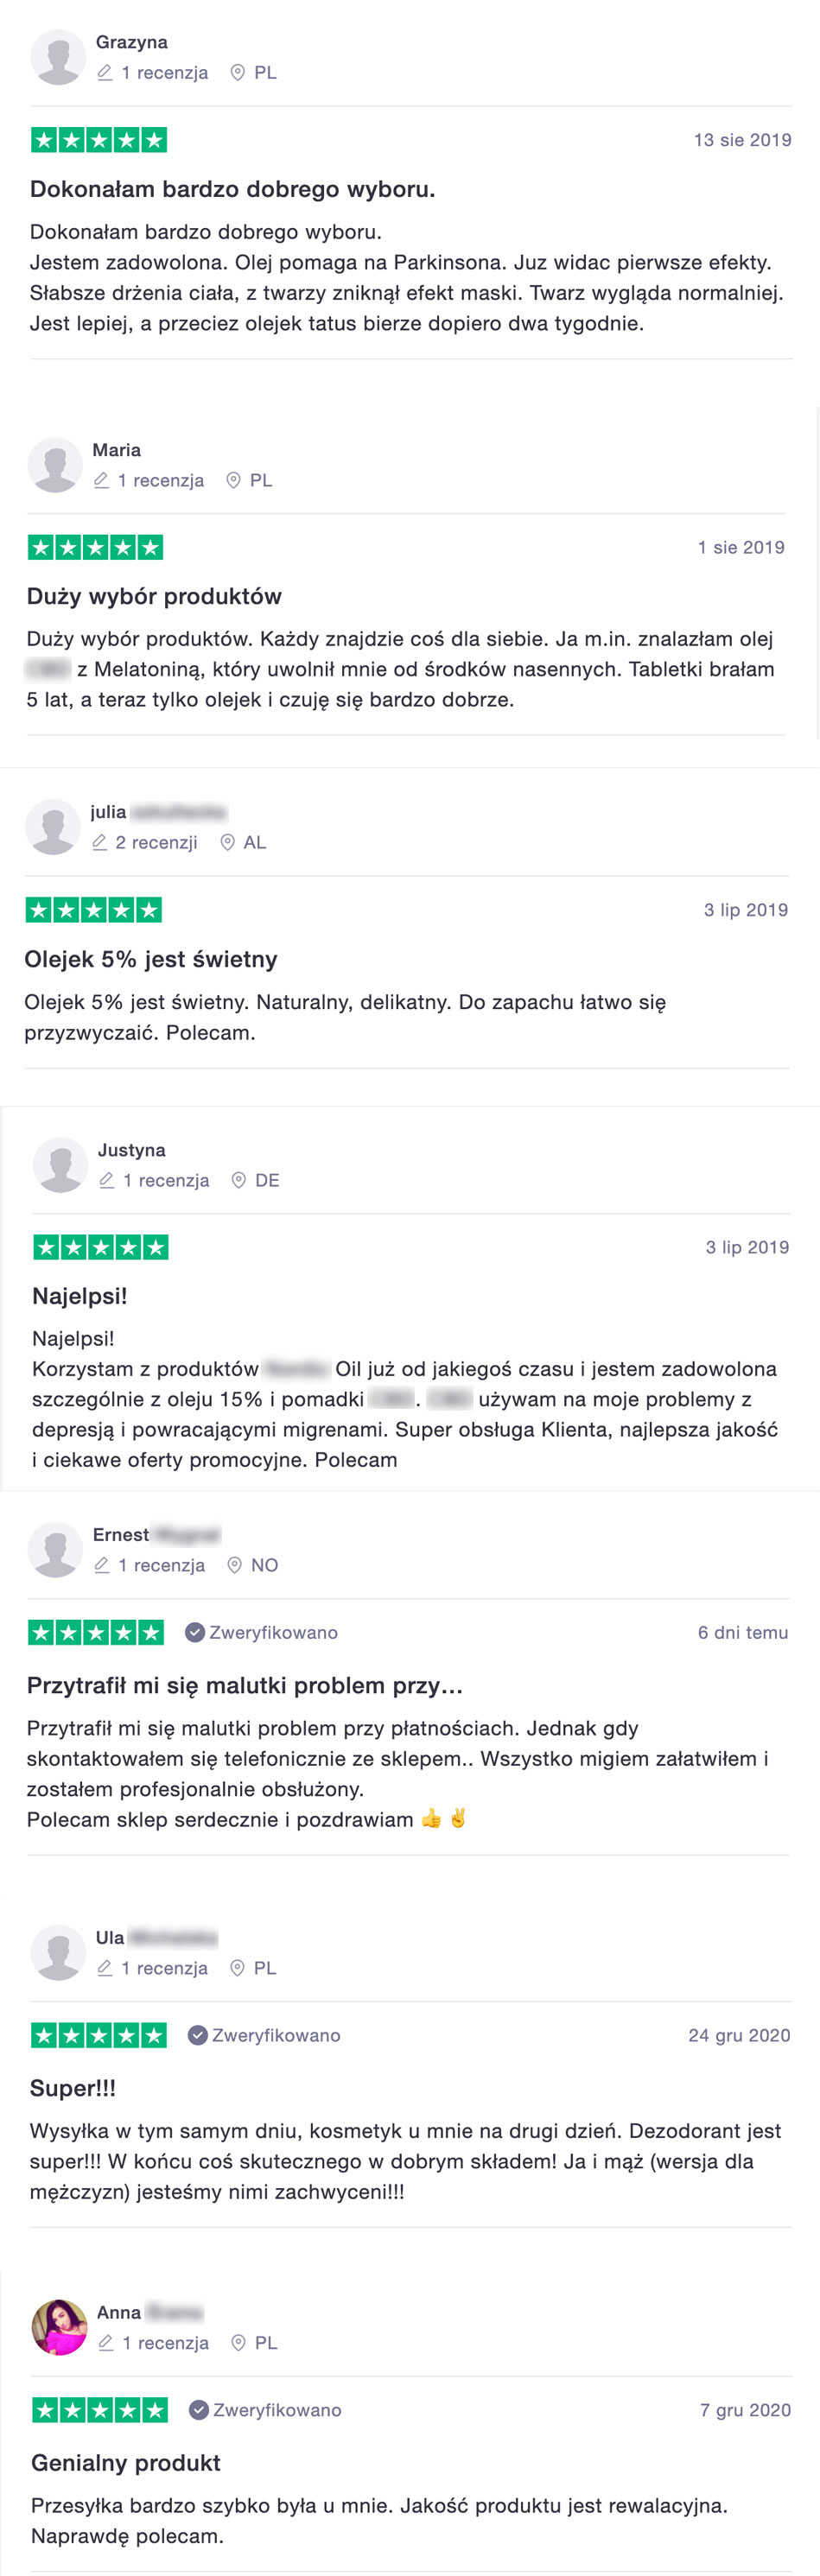 Grazyna
1 recenzja PL
13 sie 2019
Dokonałam bardzo dobrego wyboru.
Dokonałam bardzo dobrego wyboru.
Jestem zadowolona. Olej pomaga na Parkinsona. Juz widac pierwsze efekty.
Słabsze drżenia ciała, z twarzy zniknął efekt maski. Twarz wygląda normalniej.
Jest lepiej, a przeciez olejek tatus bierze dopiero dwa tygodnie.
Maria
1 recenzja PL
1 sie 2019
Duży wybór produktów
Duży wybór produktów. Każdy znajdzie coś dla siebie. Ja m.in. znalazłam olej
z Melatoniną, który uwolnił mnie od środków nasennych. Tabletki brałam
5 lat, a teraz tylko olejek i czuję się bardzo dobrze.
julia
2 recenzji AL
3 lip 2019
Olejek 5% jest świetny
Olejek 5% jest świetny. Naturalny, delikatny. Do zapachu łatwo się
przyzwyczaić. Polecam.
Justyna
1 recenzja DE
3 lip 2019
Najelpsi!
Najelpsi!
Korzystam z produktów Oil już od jakiegoś czasu i jestem zadowolona
szczególnie z oleju 15% i pomadki . używam na moje problemy z
depresją i powracającymi migrenami. Super obsługa Klienta, najlepsza jakość
i ciekawe oferty promocyjne. Polecam
Ernest
1 recenzja NO
Zweryfikowano 6 dni temu
Przytrafił mi się malutki problem przy...
Przytrafił mi się malutki problem przy płatnościach. Jednak gdy
skontaktowałem się telefonicznie ze sklepem.. Wszystko migiem załatwiłem i
zostałem profesjonalnie obsłużony.
Polecam sklep serdecznie i pozdrawiam 👍✌️
Ula
1 recenzja PL
Zweryfikowano 24 gru 2020
Super!!!
Wysyłka w tym samym dniu, kosmetyk u mnie na drugi dzień. Dezodorant jest
super!!! W końcu coś skutecznego w dobrym składem! Ja i mąż (wersja dla
mężczyzn) jesteśmy nimi zachwyceni!!!
Anna
1 recenzja PL
Zweryfikowano 7 gru 2020
Genialny produkt
Przesyłka bardzo szybko była u mnie. Jakość produktu jest rewalacyjna.
Naprawdę polecam.